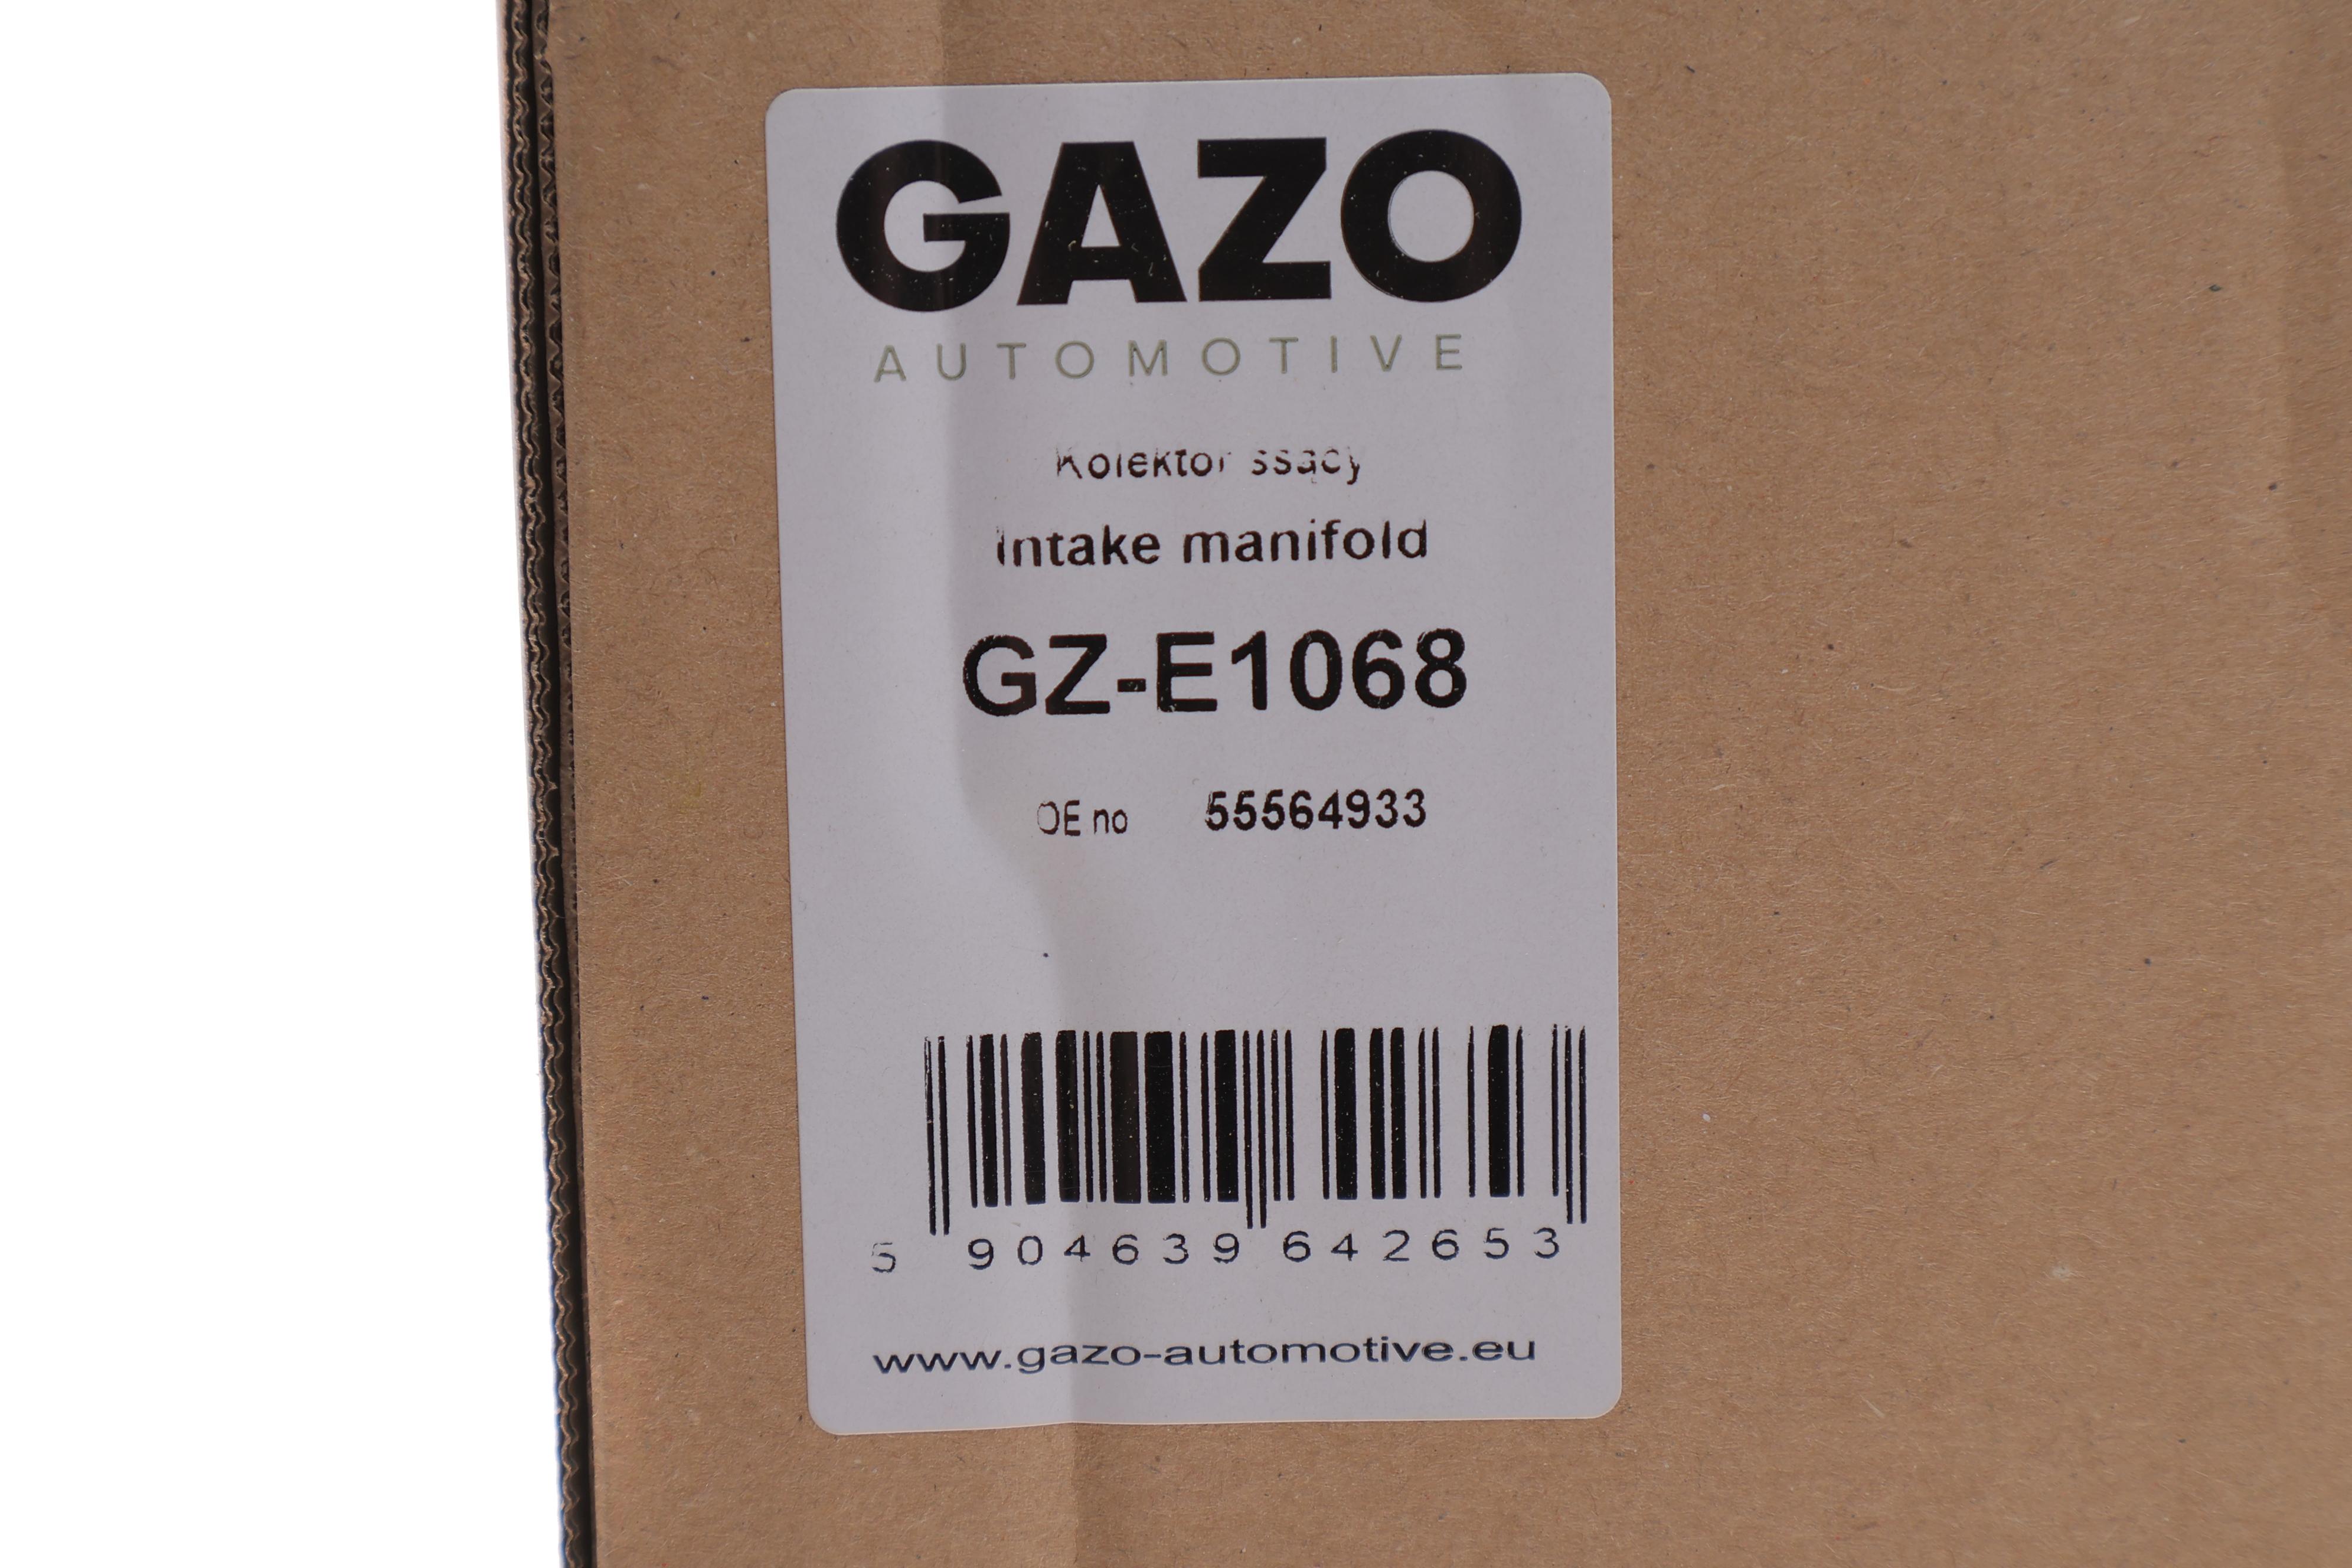 GAZO
AUTOMOTIVE
Kolektor ssący
Intake manifold
GZ-E1068
OE no 55564933
5 904639 642653
www.gazo-automotive.eu